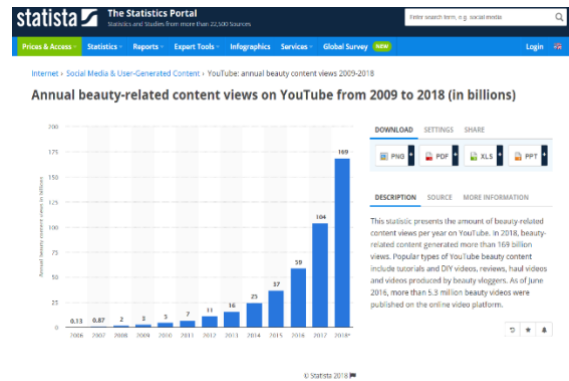 statista
The Statistics Portal
Statistics and Studies from more than 22,500 Sources
Enter search term, e.g. social media
Prices & Access Statistics Reports Expert Tools Infographics Services Global Survey NEW Login
Internet › Social Media & User-Generated Content › YouTube: annual beauty content views 2009-2018
Annual beauty-related content views on YouTube from 2009 to 2018 (in billions)
DOWNLOAD SETTINGS SHARE
PNG + PDF + XLS + PPT +
DESCRIPTION SOURCE MORE INFORMATION
This statistic presents the amount of beauty-related
content views per year on YouTube. In 2018, beauty-
related content generated more than 169 billion
views. Popular types of YouTube beauty content
include tutorials and DIY videos, reviews, haul videos
and videos produced by beauty vloggers. As of June
2016, more than 5.3 million beauty videos were
published on the online video platform.
Annual beauty content views in billions
200
175
150
125
100
75
50
25
0
0.13 0.87 2 3 5 7 11 16 25 37 59 104 169
2006 2007 2008 2009 2010 2011 2012 2013 2014 2015 2016 2017 2018*
© Statista 2018